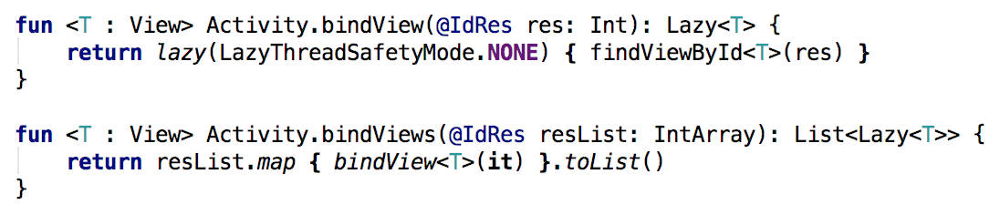 fun <T : View> Activity.bindView(@IdRes res: Int): Lazy<T> {
    return lazy(LazyThreadSafetyMode.NONE) { findViewById<T>(res) }
}

fun <T : View> Activity.bindViews(@IdRes resList: IntArray): List<Lazy<T>> {
    return resList.map { bindView<T>(it) }.toList()
}